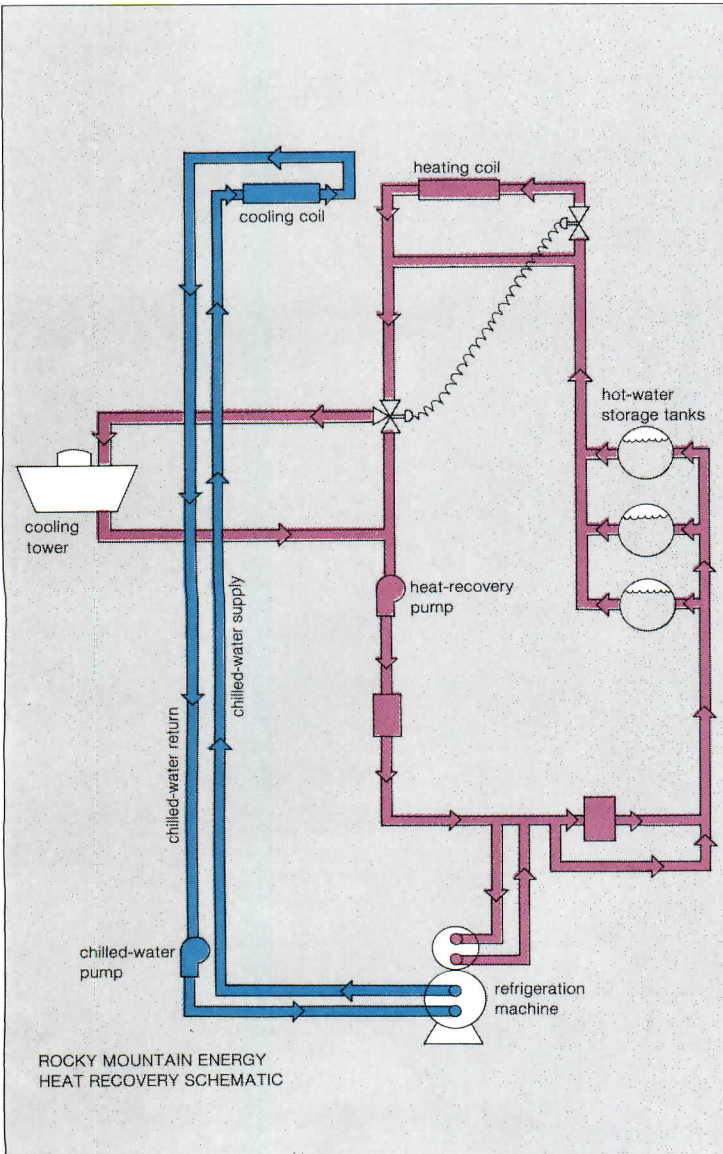 heating coil
cooling coil
hot-water
storage tanks
cooling
tower
heat-recovery
pump
chilled-water supply
chilled-water return
chilled-water
pump
refrigeration
machine
ROCKY MOUNTAIN ENERGY
HEAT RECOVERY SCHEMATIC